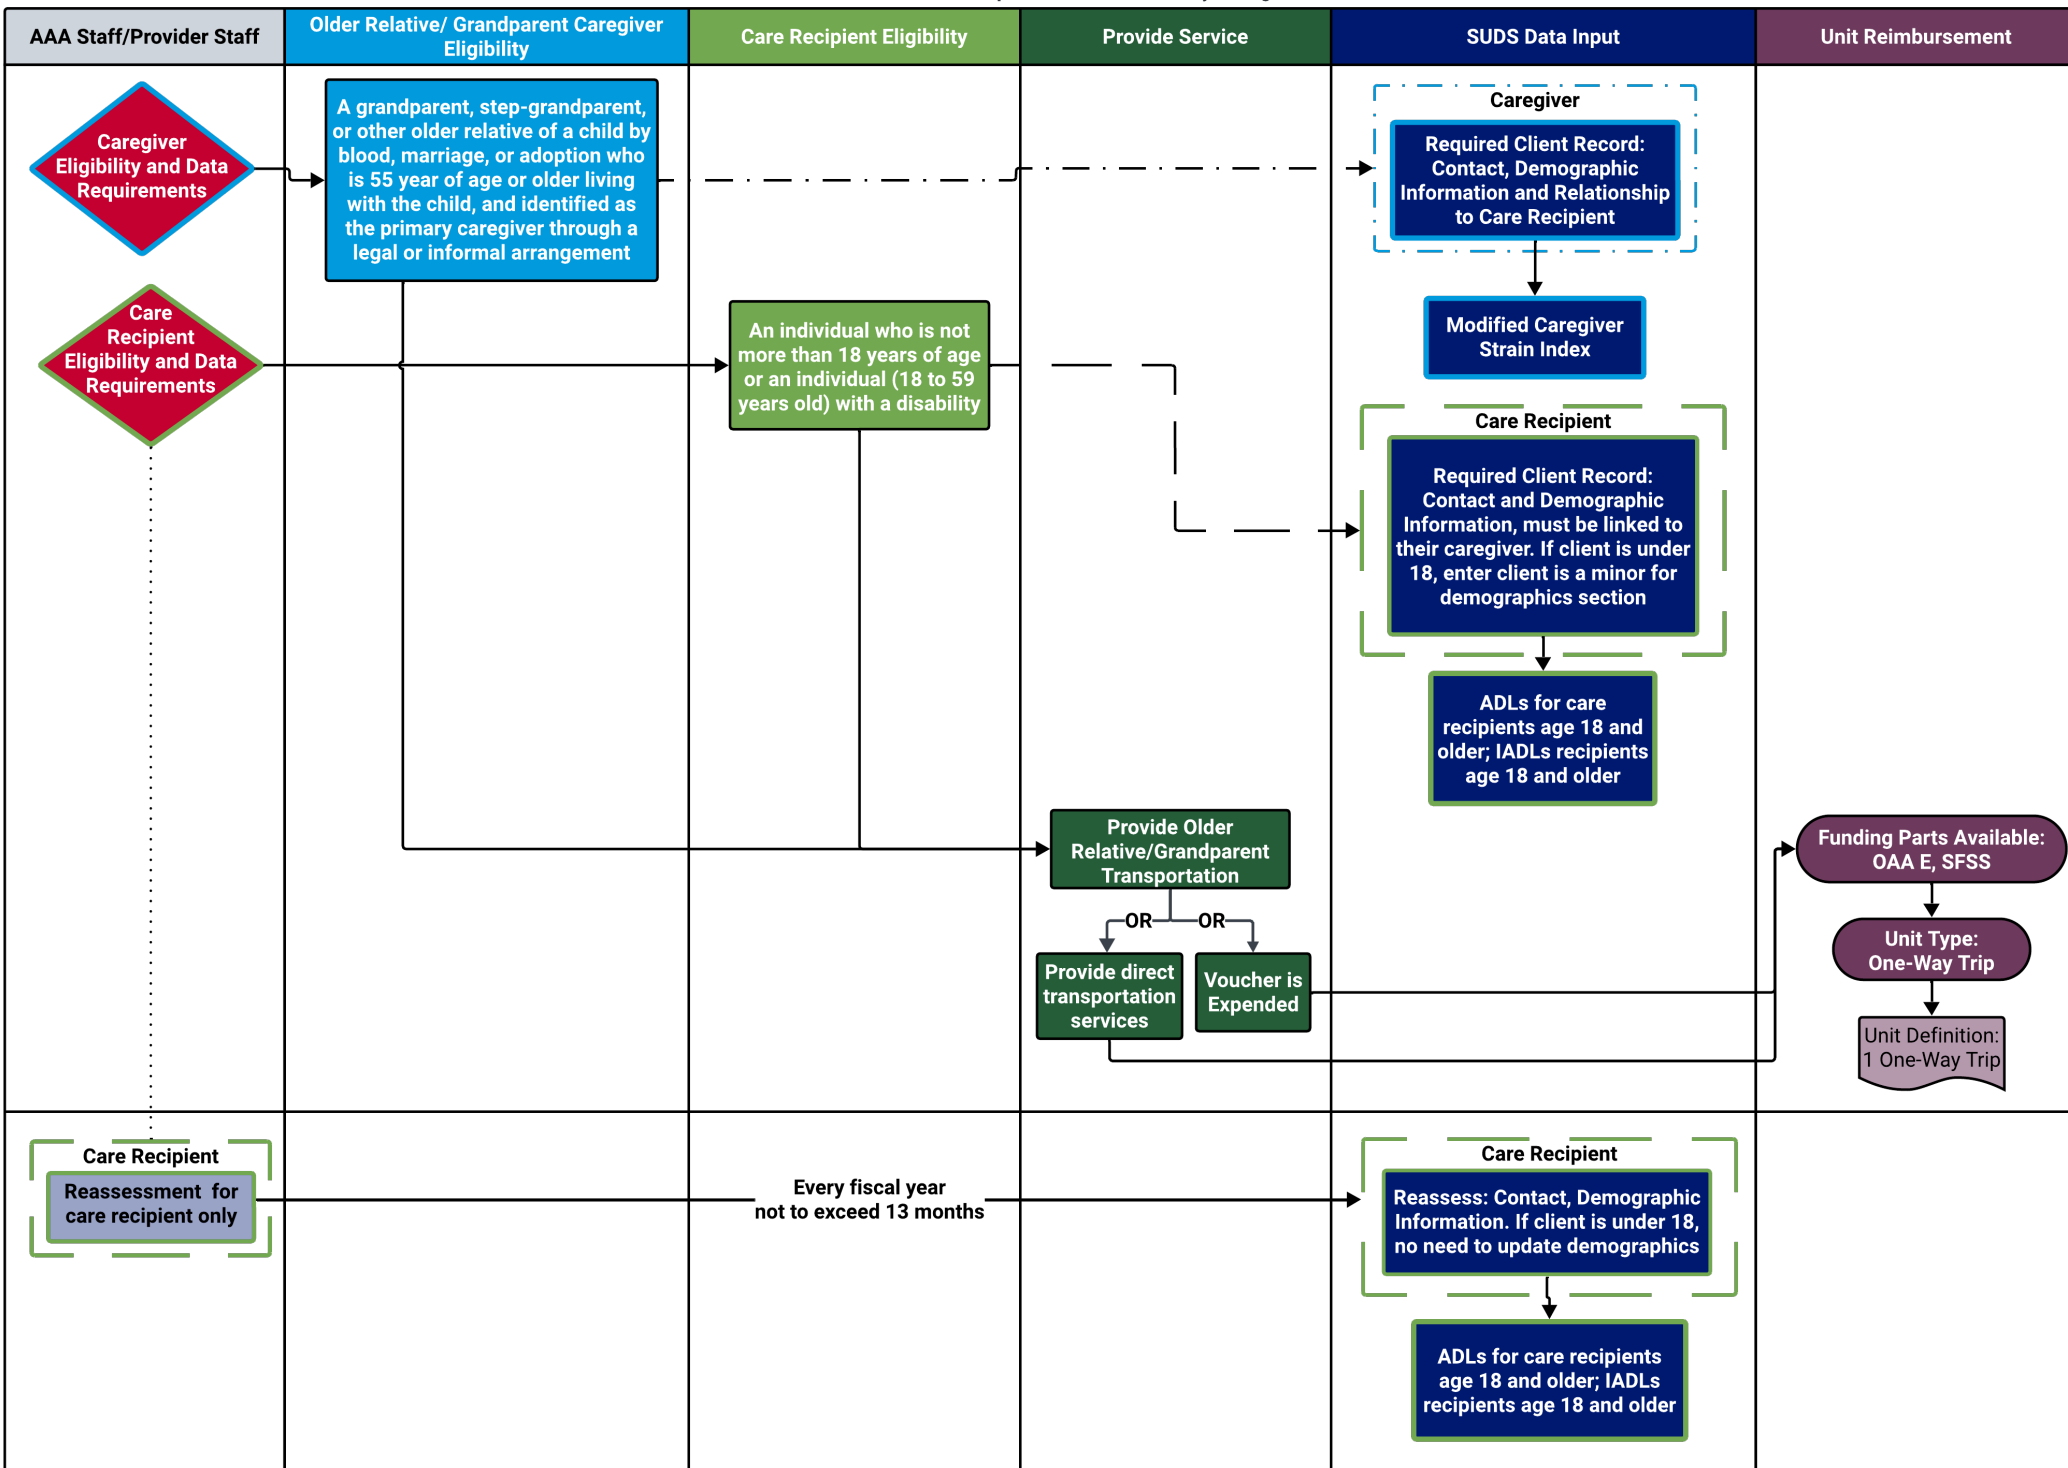 AAA Staff/Provider Staff
Older Relative/ Grandparent Caregiver
Eligibility
Care Recipient Eligibility
Provide Service
SUDS Data Input
Unit Reimbursement
Caregiver
Eligibility and Data
Requirements
A grandparent, step-grandparent,
or other older relative of a child by
blood, marriage, or adoption who
is 55 year of age or older living
with the child, and identified as
the primary caregiver through a
legal or informal arrangement
Caregiver
Required Client Record:
Contact, Demographic
Information and Relationship
to Care Recipient
Modified Caregiver
Strain Index
Care
Recipient
Eligibility and Data
Requirements
An individual who is not
more than 18 years of age
or an individual (18 to 59
years old) with a disability
Care Recipient
Required Client Record:
Contact and Demographic
Information, must be linked to
their caregiver. If client is under
18, enter client is a minor for
demographics section
ADLs for care
recipients age 18 and
older; IADLs recipients
age 18 and older
Provide Older
Relative/Grandparent
Transportation
OR
OR
Provide direct
transportation
services
Voucher is
Expended
Funding Parts Available:
OAA E, SFSS
Unit Type:
One-Way Trip
Unit Definition:
1 One-Way Trip
Care Recipient
Reassessment for
care recipient only
Every fiscal year
not to exceed 13 months
Care Recipient
Reassess: Contact, Demographic
Information. If client is under 18,
no need to update demographics
ADLs for care recipients
age 18 and older; IADLs
recipients age 18 and older